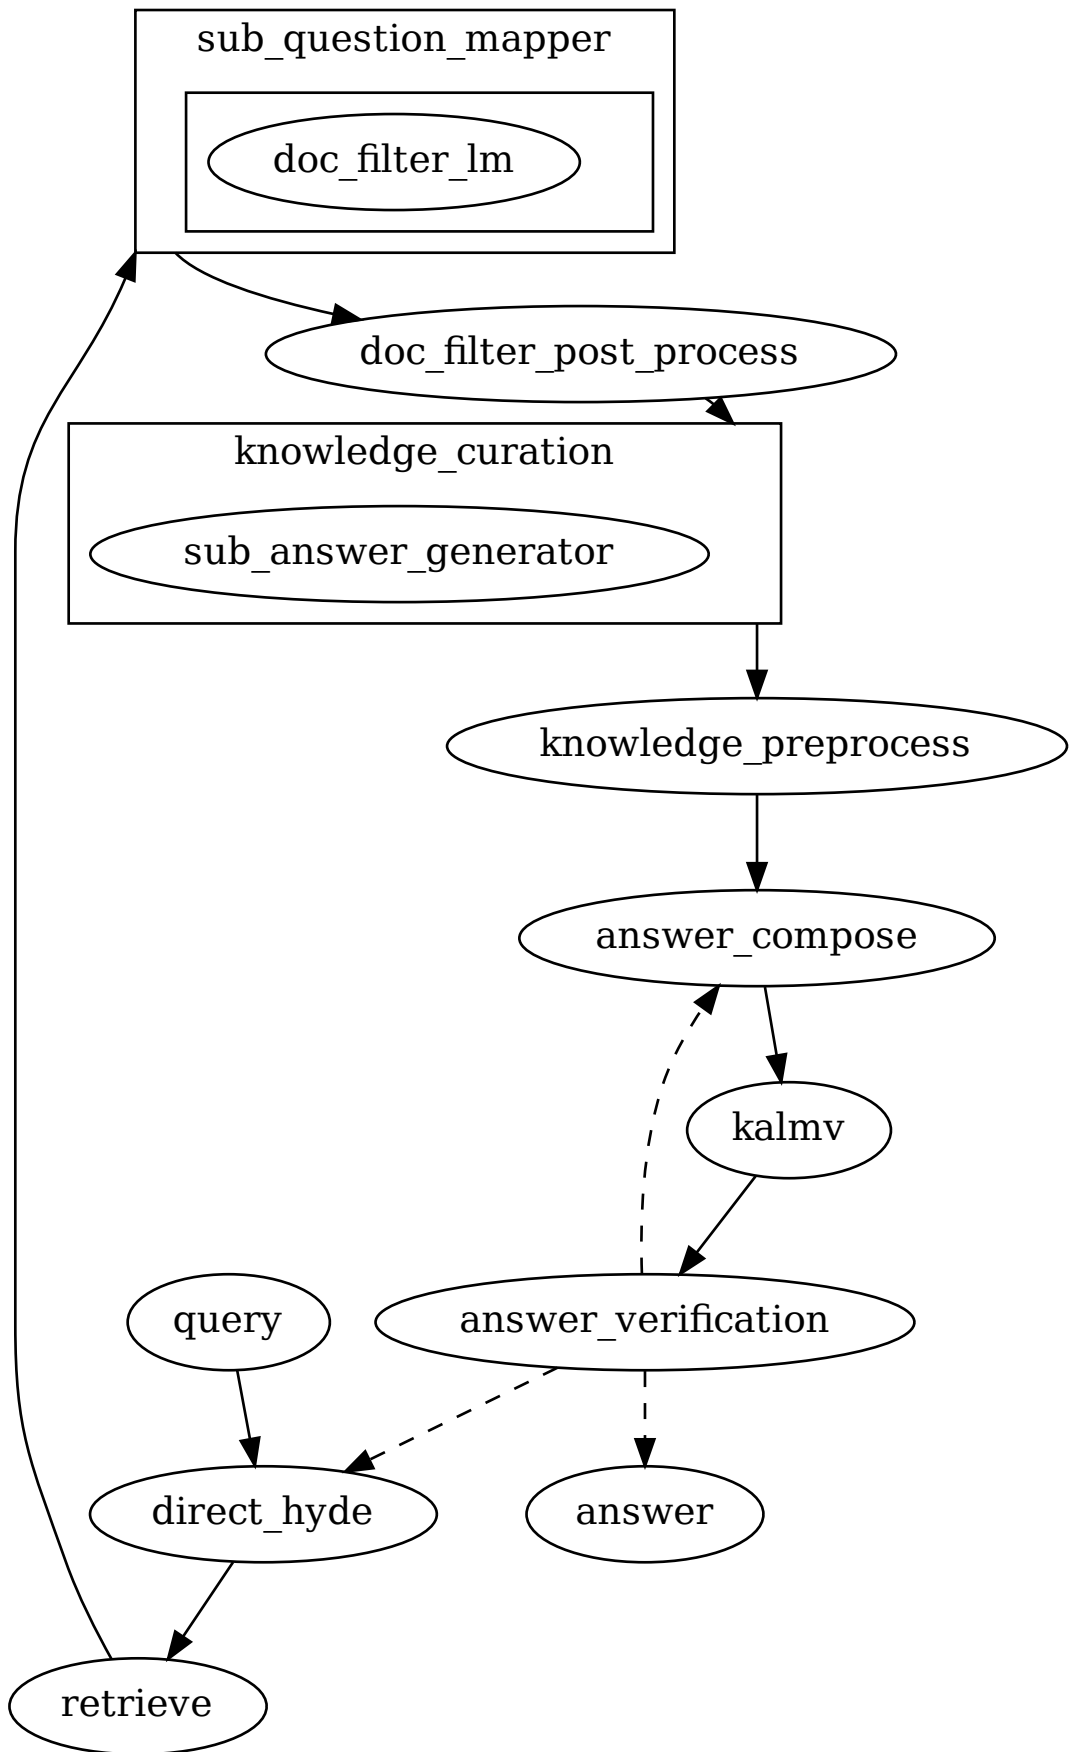 sub_question_mapper
doc_filter_lm
doc_filter_post_process
knowledge_curation
sub_answer_generator
knowledge_preprocess
answer_compose
kalmv
query
answer_verification
direct_hyde
answer
retrieve